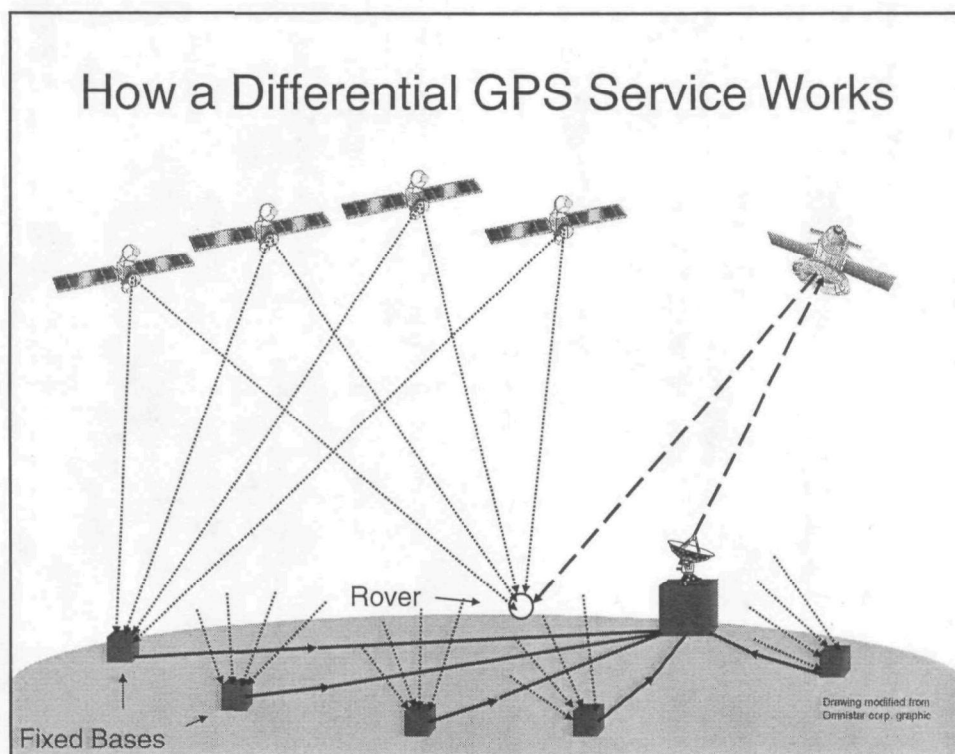 How a Differential GPS Service Works
Rover
Fixed Bases
Drawing modified from
Omnistar corp. graphic